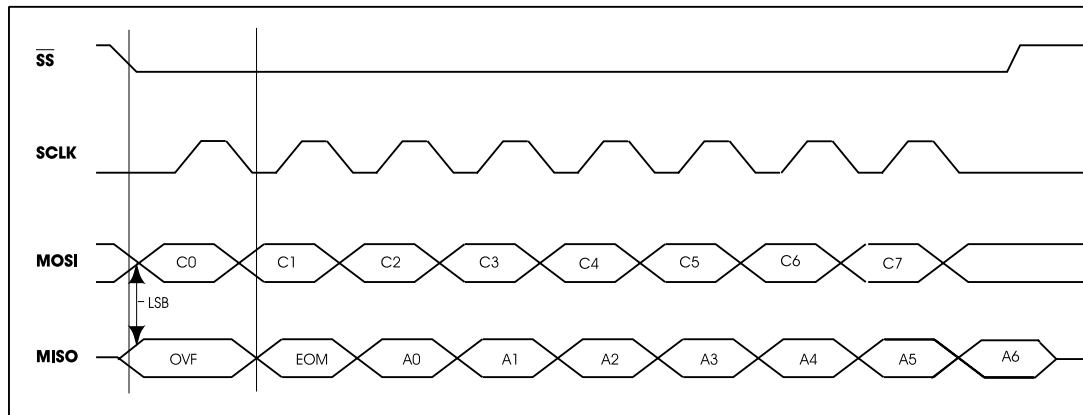 SS
SCLK
MOSI C0 C1 C2 C3 C4 C5 C6 C7
LSB
MISO OVF EOM A0 A1 A2 A3 A4 A5 A6